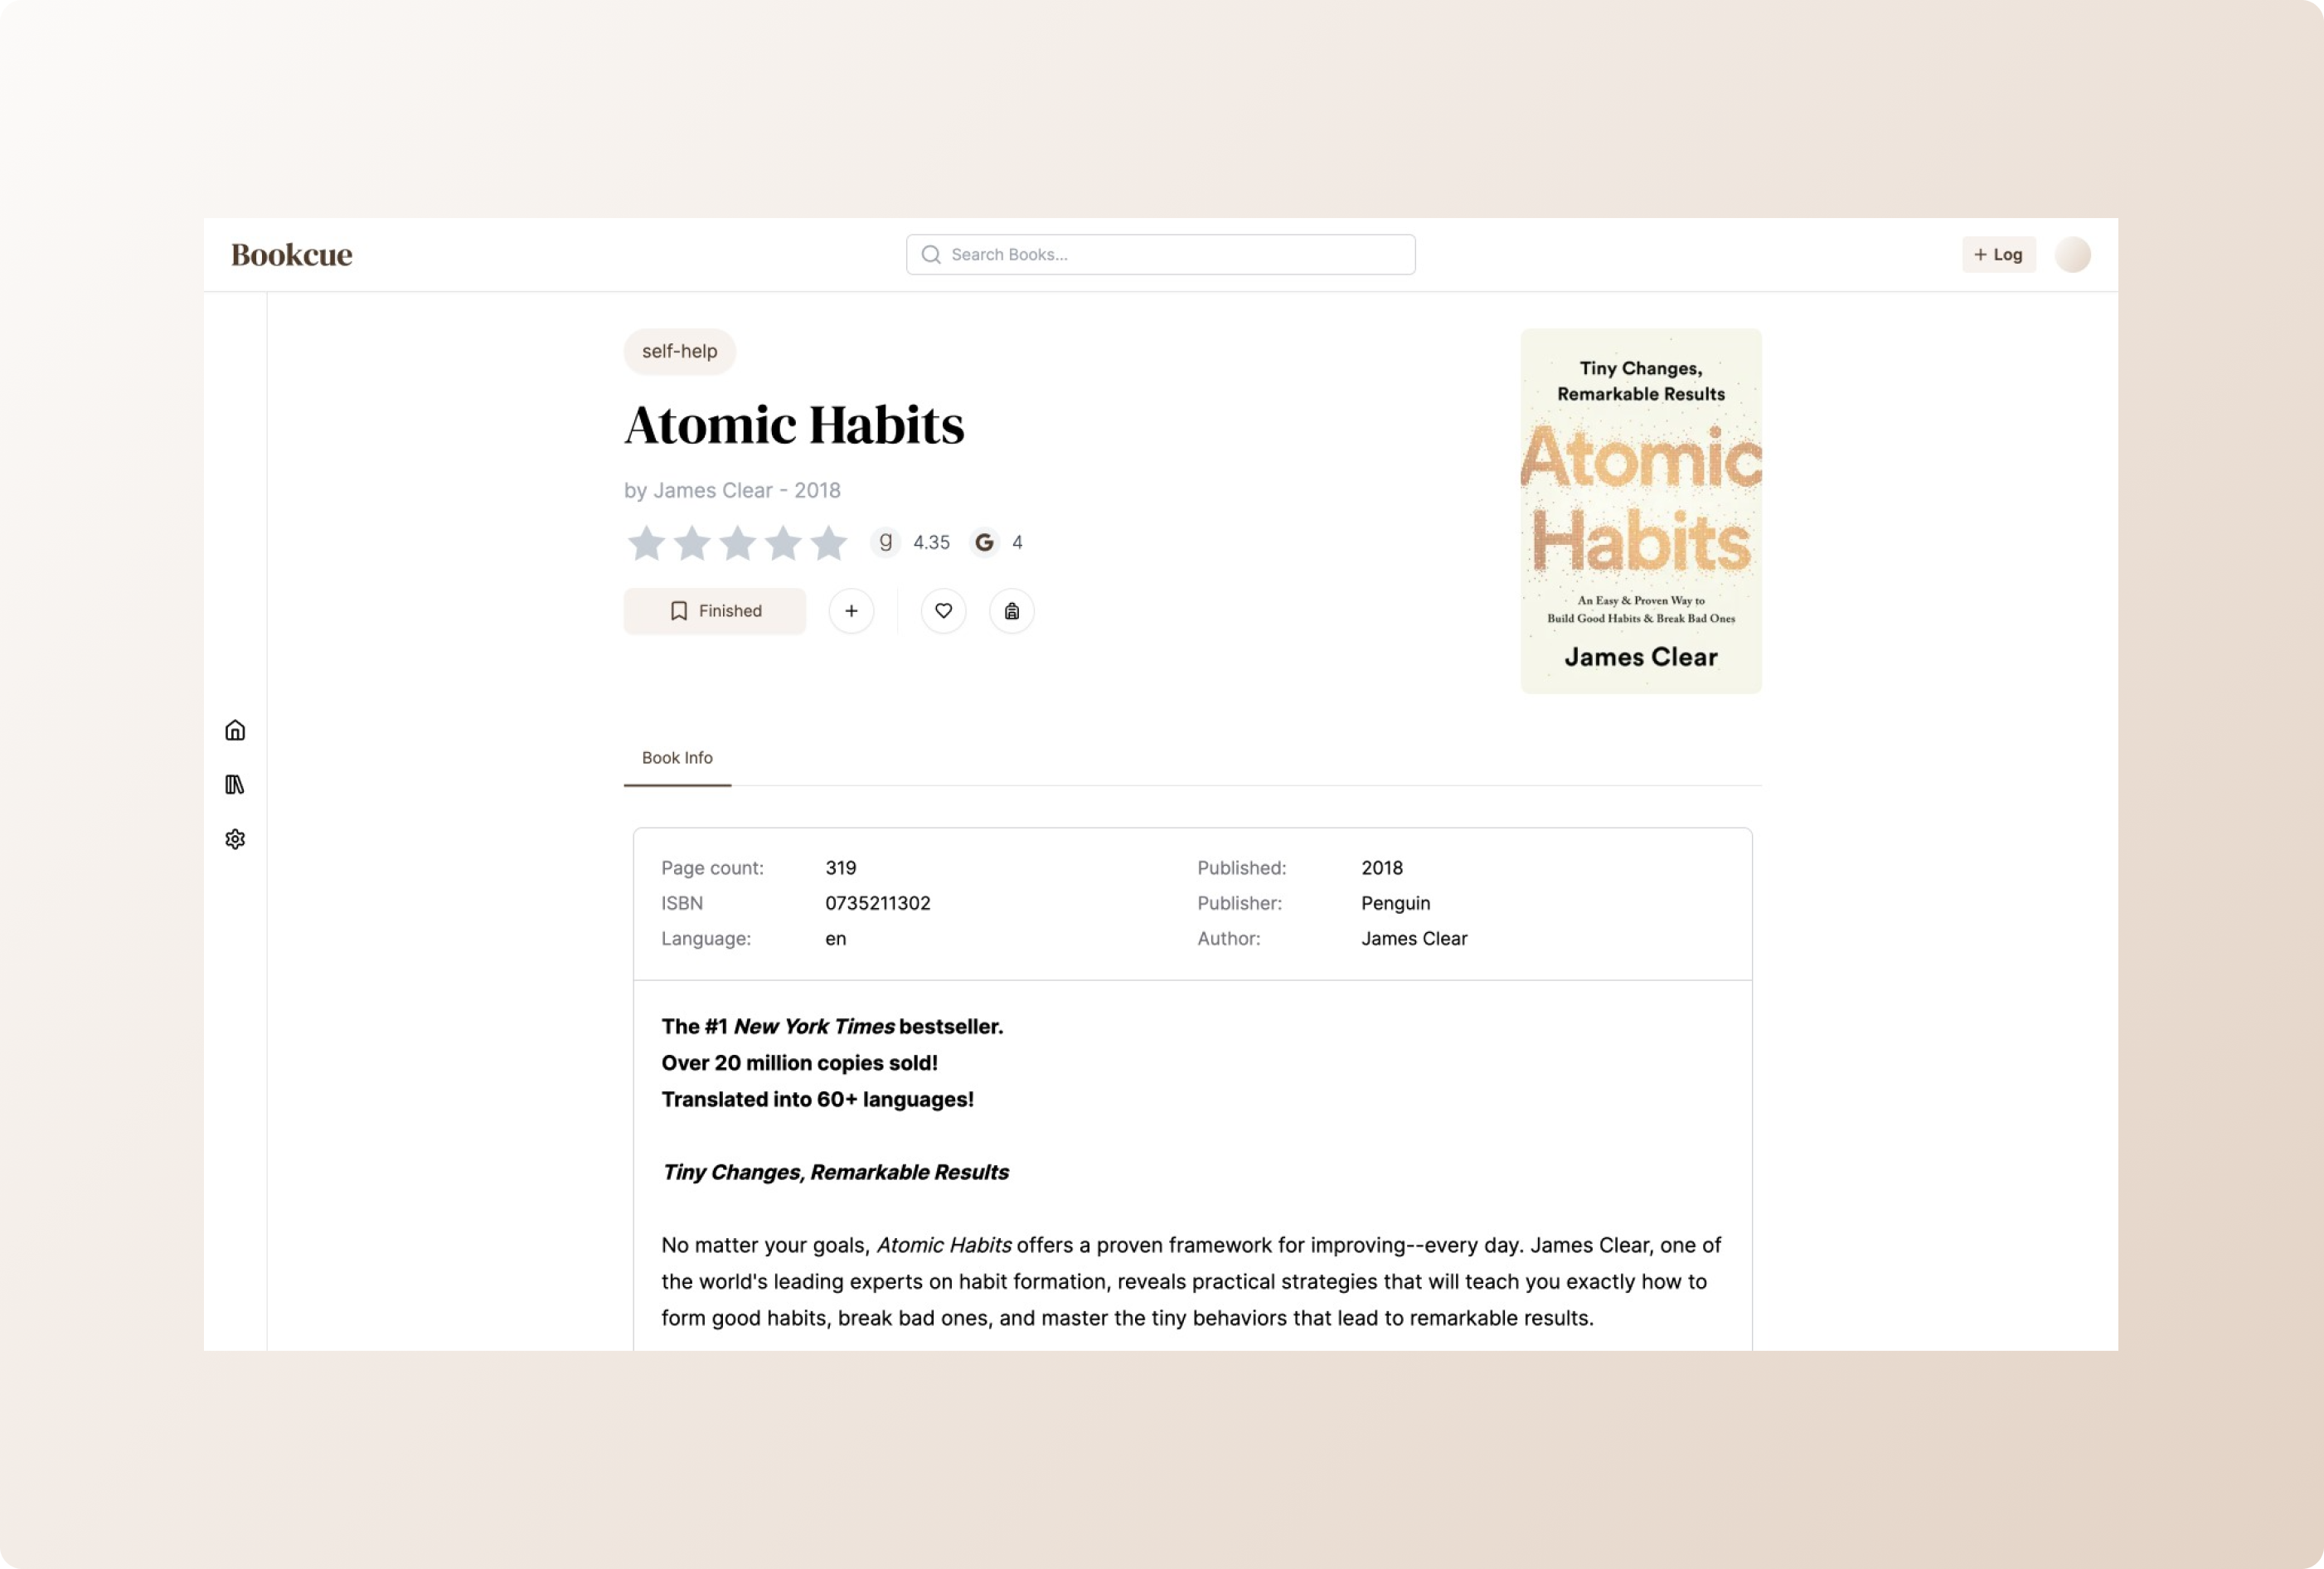 Bookcue
Search Books...
+ Log
self-help
Atomic Habits
by James Clear - 2018
g 4.35 G 4
Finished
Tiny Changes,
Remarkable Results
Atomic
Habits
An Easy & Proven Way to
Build Good Habits & Break Bad Ones
James Clear
Book Info
Page count: 319 Published: 2018
ISBN 0735211302 Publisher: Penguin
Language: en Author: James Clear
The #1 New York Times bestseller.
Over 20 million copies sold!
Translated into 60+ languages!
Tiny Changes, Remarkable Results
No matter your goals, Atomic Habits offers a proven framework for improving--every day. James Clear, one of
the world's leading experts on habit formation, reveals practical strategies that will teach you exactly how to
form good habits, break bad ones, and master the tiny behaviors that lead to remarkable results.